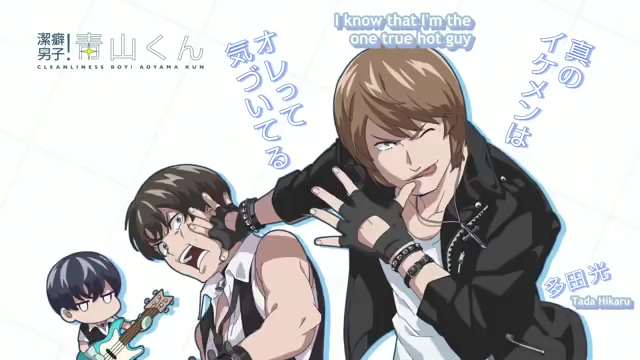 潔癖男子!青山くん
CLEANLINESS BOY! AOYAMA KUN
I know that I'm the
one true hot guy
真の
イケメンは
オレって
気づいてる
多田光
Tada Hikaru